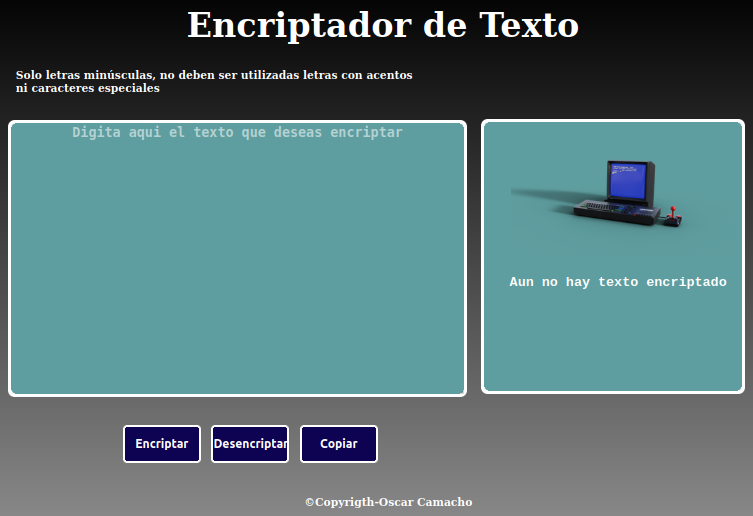 Encriptador de Texto
Solo letras minúsculas, no deben ser utilizadas letras con acentos
ni caracteres especiales
Digita aqui el texto que deseas encriptar
Aun no hay texto encriptado
Encriptar
Desencriptar
Copiar
©Copyrigth-Oscar Camacho